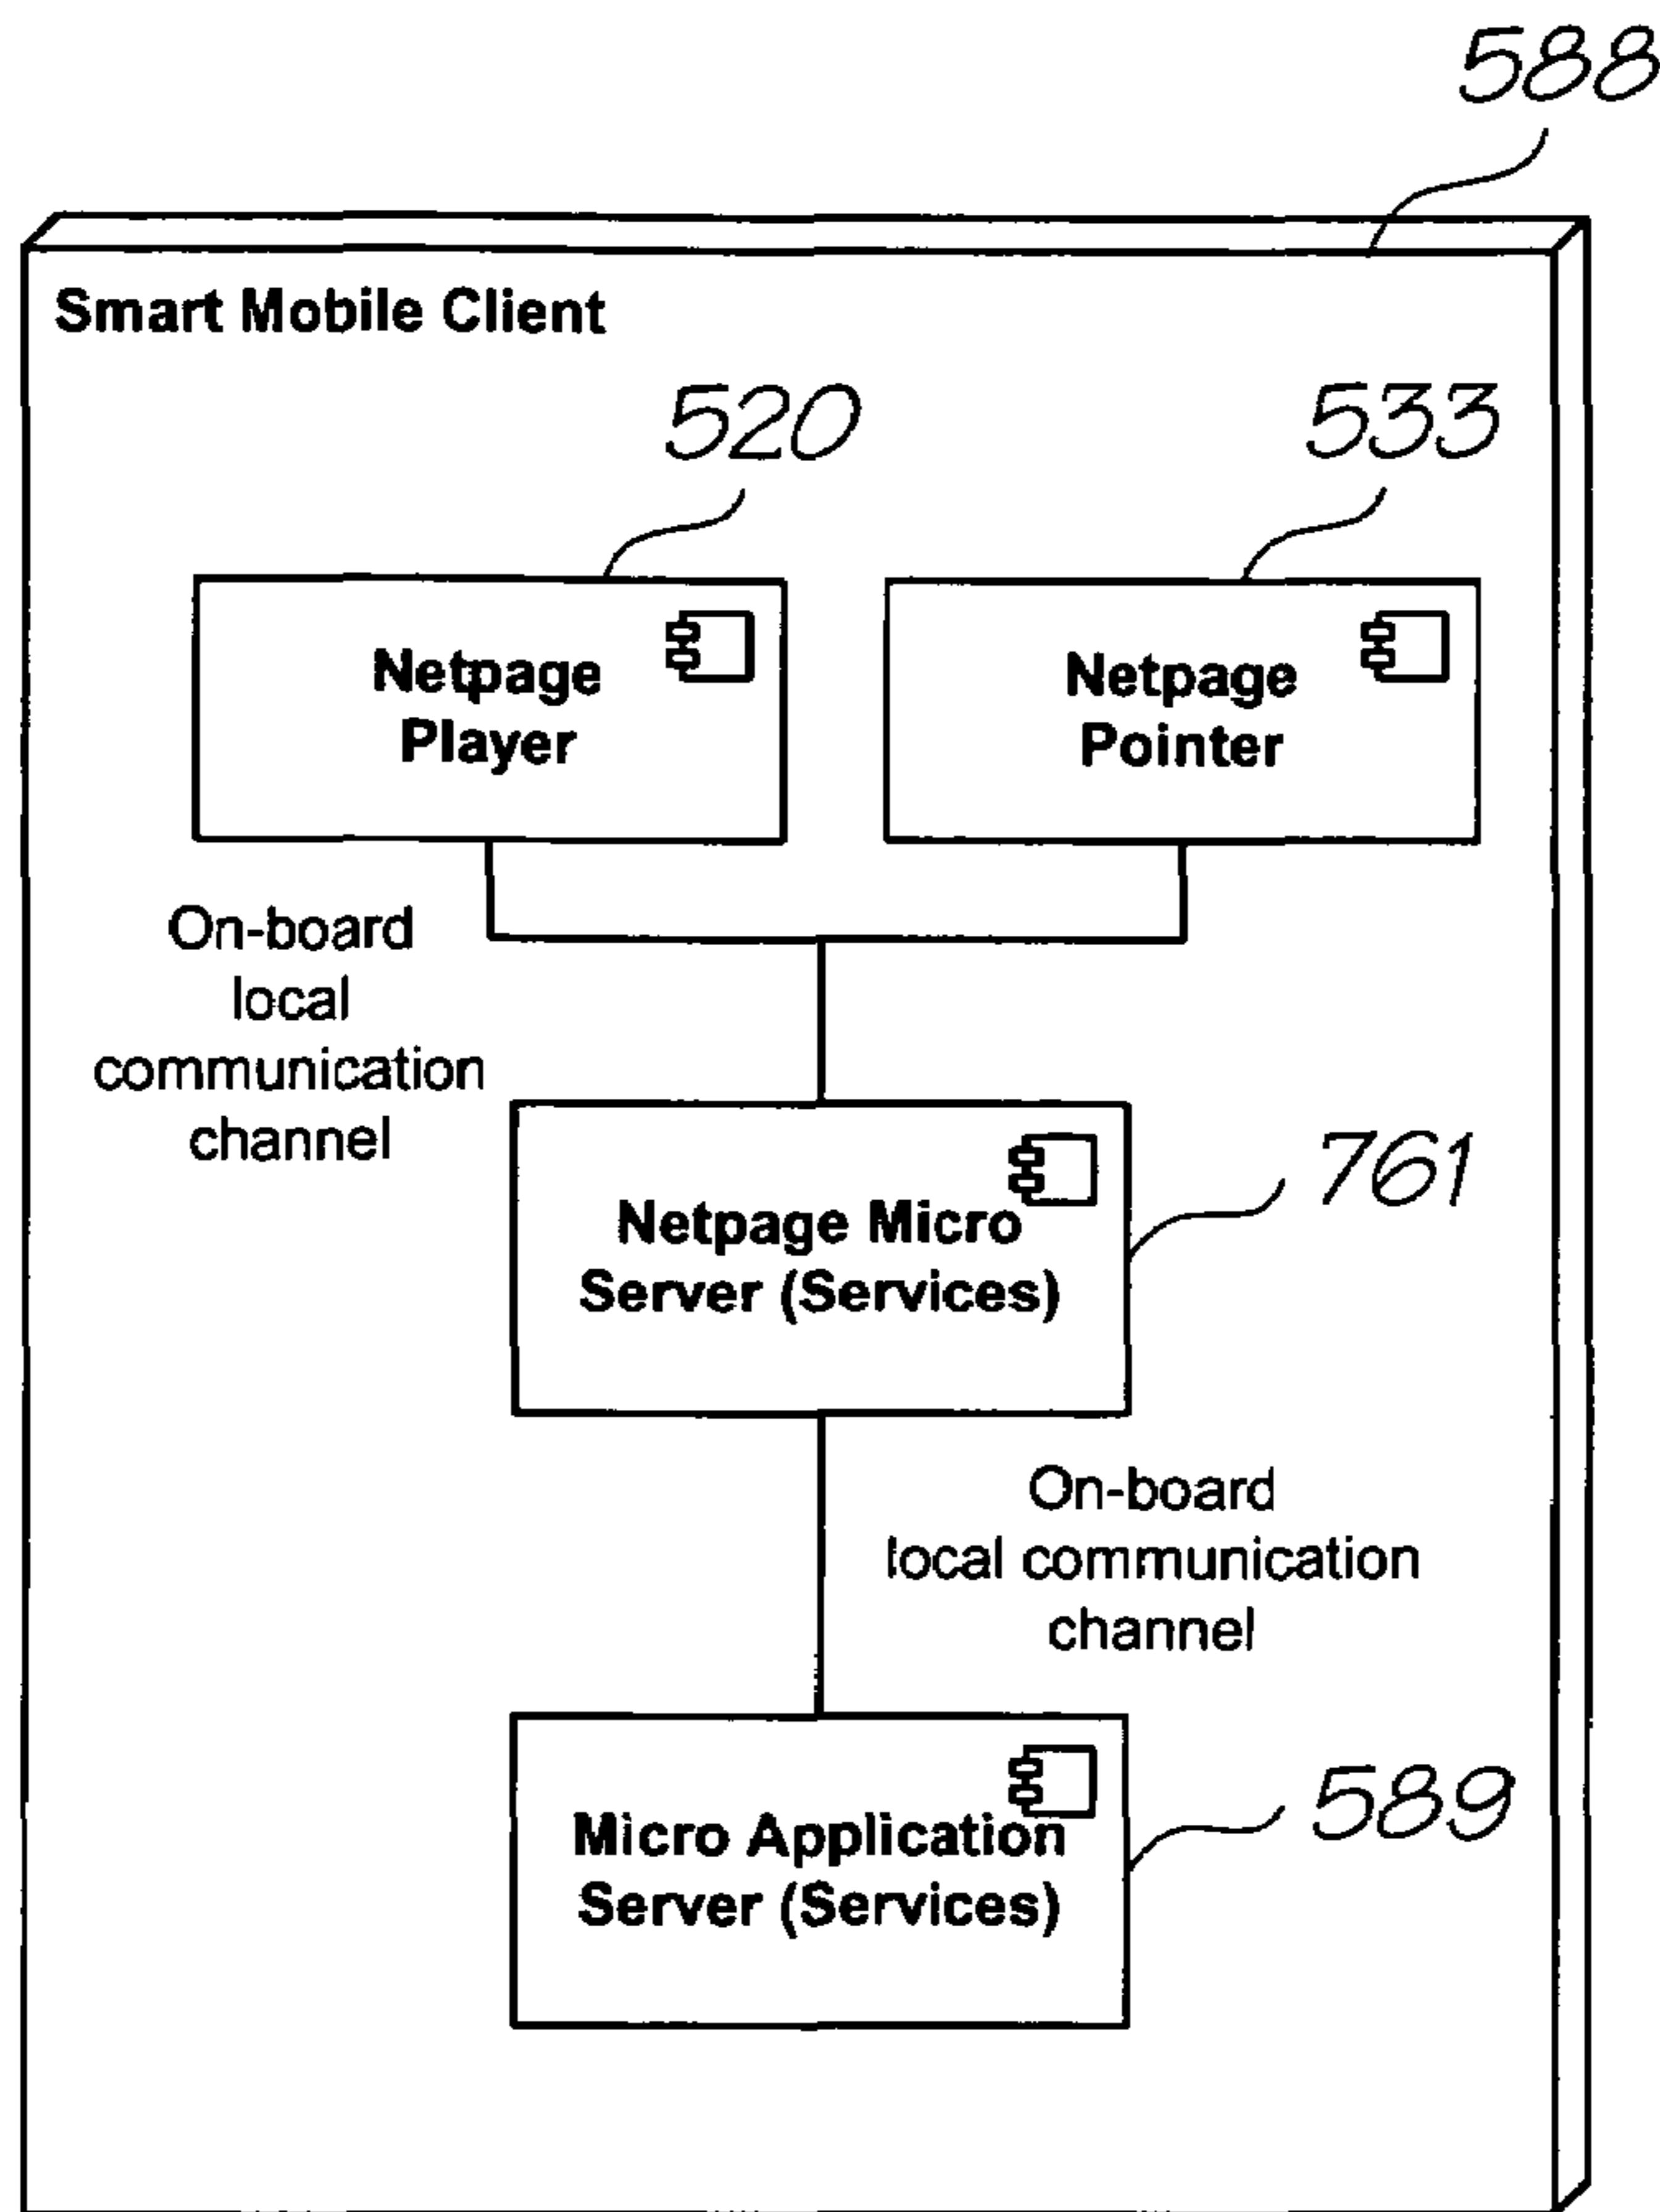 588
Smart Mobile Client
520
533
Netpage
Player
Netpage
Pointer
On-board
local
communication
channel
761
Netpage Micro
Server (Services)
On-board
local communication
channel
589
Micro Application
Server (Services)